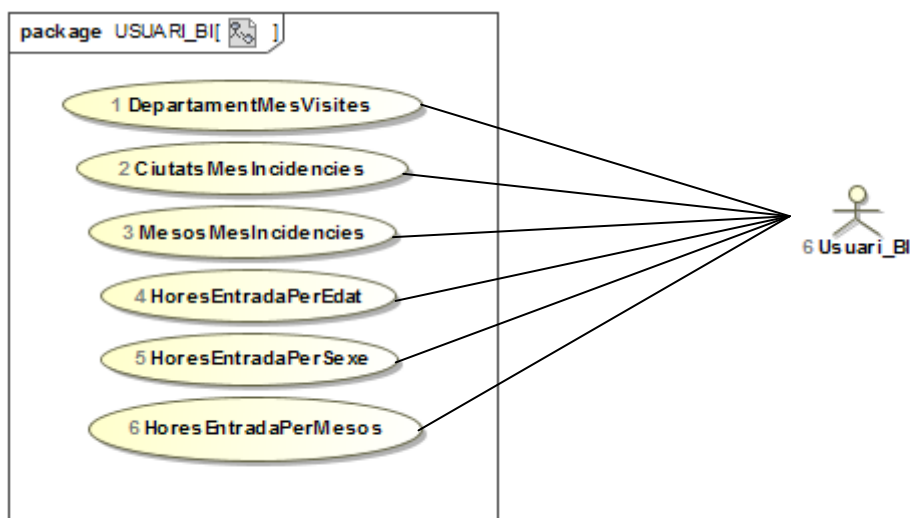 package USUARI_BI[ ]
1 DepartamentMesVisites
2 CiutatsMesIncidencies
3 MesosMesIncidencies
6 Usuari_BI
4 HoresEntradaPerEdat
5 HoresEntradaPerSexe
6 HoresEntradaPerMesos